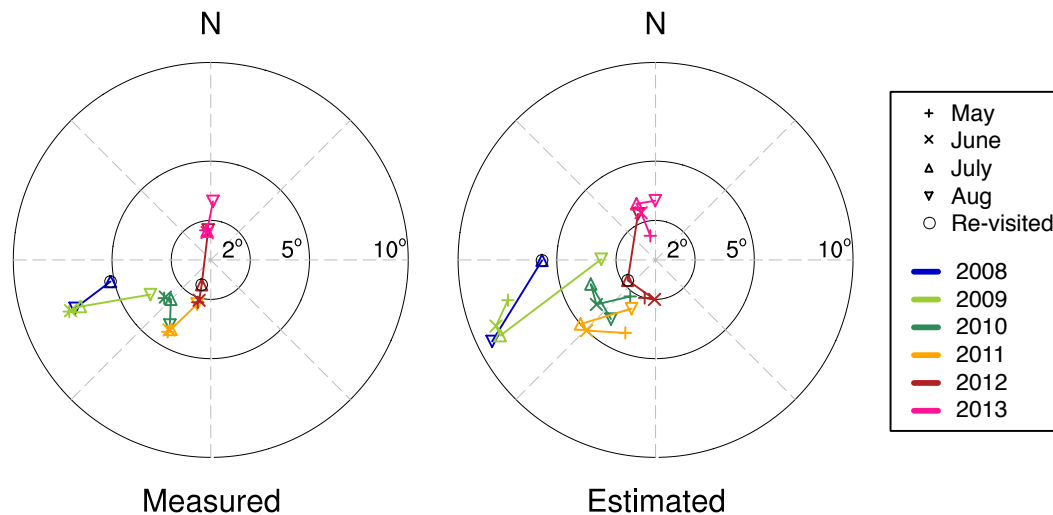 N
2°
5°
10°
Measured
N
2°
5°
10°
Estimated
May
June
July
Aug
Re-visited
2008
2009
2010
2011
2012
2013